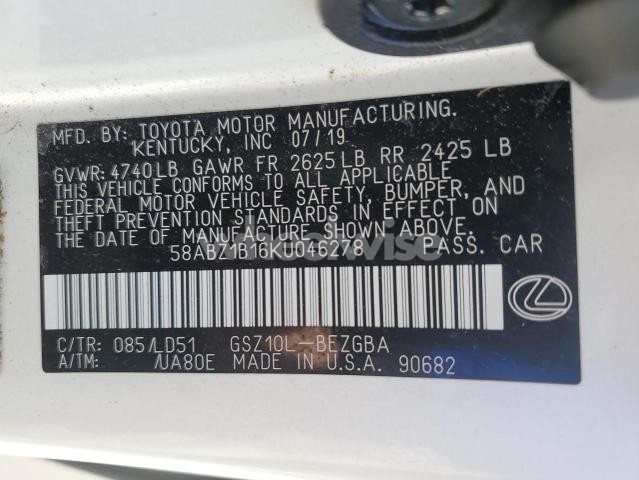 MFD. BY: TOYOTA MOTOR MANUFACTURING.
KENTUCKY, INC 07/19
GVWR: 4740LB GAWR FR 2625LB RR 2425 LB
THIS VEHICLE CONFORMS TO ALL APPLICABLE
FEDERAL MOTOR VEHICLE SAFETY, BUMPER, AND
THEFT PREVENTION STANDARDS IN EFFECT ON
THE DATE OF MANUFACTURE SHOWN ABOVE.
58ABZ1B16KU046278 PASS. CAR
C/TR: 085/LD51 GSZ10L-BEZGBA
A/TM: /UA80E MADE IN U.S.A. 90682